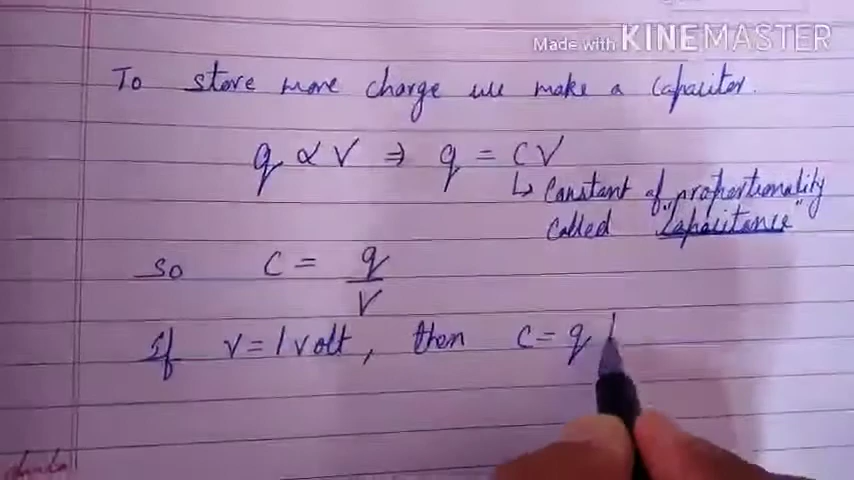 Made with KINEMASTER
To store more charge we make a capacitor.
q ∝ V ⇒ q = CV
↳ Constant of proportionality
called "Capacitance"
So C = q/V
If V = 1 volt, then C = q